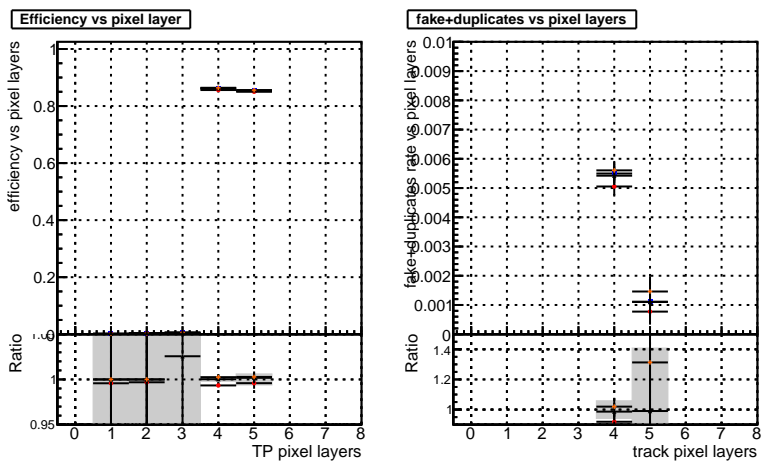 Efficiency vs pixel layer
efficiency vs pixel layers
1
0.8
0.6
0.4
0.2
0
Ratio
1
0.95
0 1 2 3 4 5 6 7 8
TP pixel layers
fake+duplicates vs pixel layers
fake+duplicates rate vs pixel layers
0.01
0.009
0.008
0.007
0.006
0.005
0.004
0.003
0.002
0.001
0
Ratio
1.4
1.2
1
0 1 2 3 4 5 6 7 8
track pixel layers